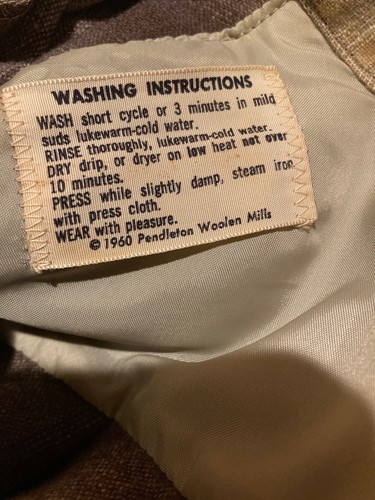 WASHING INSTRUCTIONS
WASH short cycle or 3 minutes in mild
suds lukewarm-cold water.
RINSE thoroughly, lukewarm-cold water.
DRY drip, or dryer on low heat not over
10 minutes.
PRESS while slightly damp, steam iron
with press cloth.
WEAR with pleasure.
© 1960 Pendleton Woolen Mills